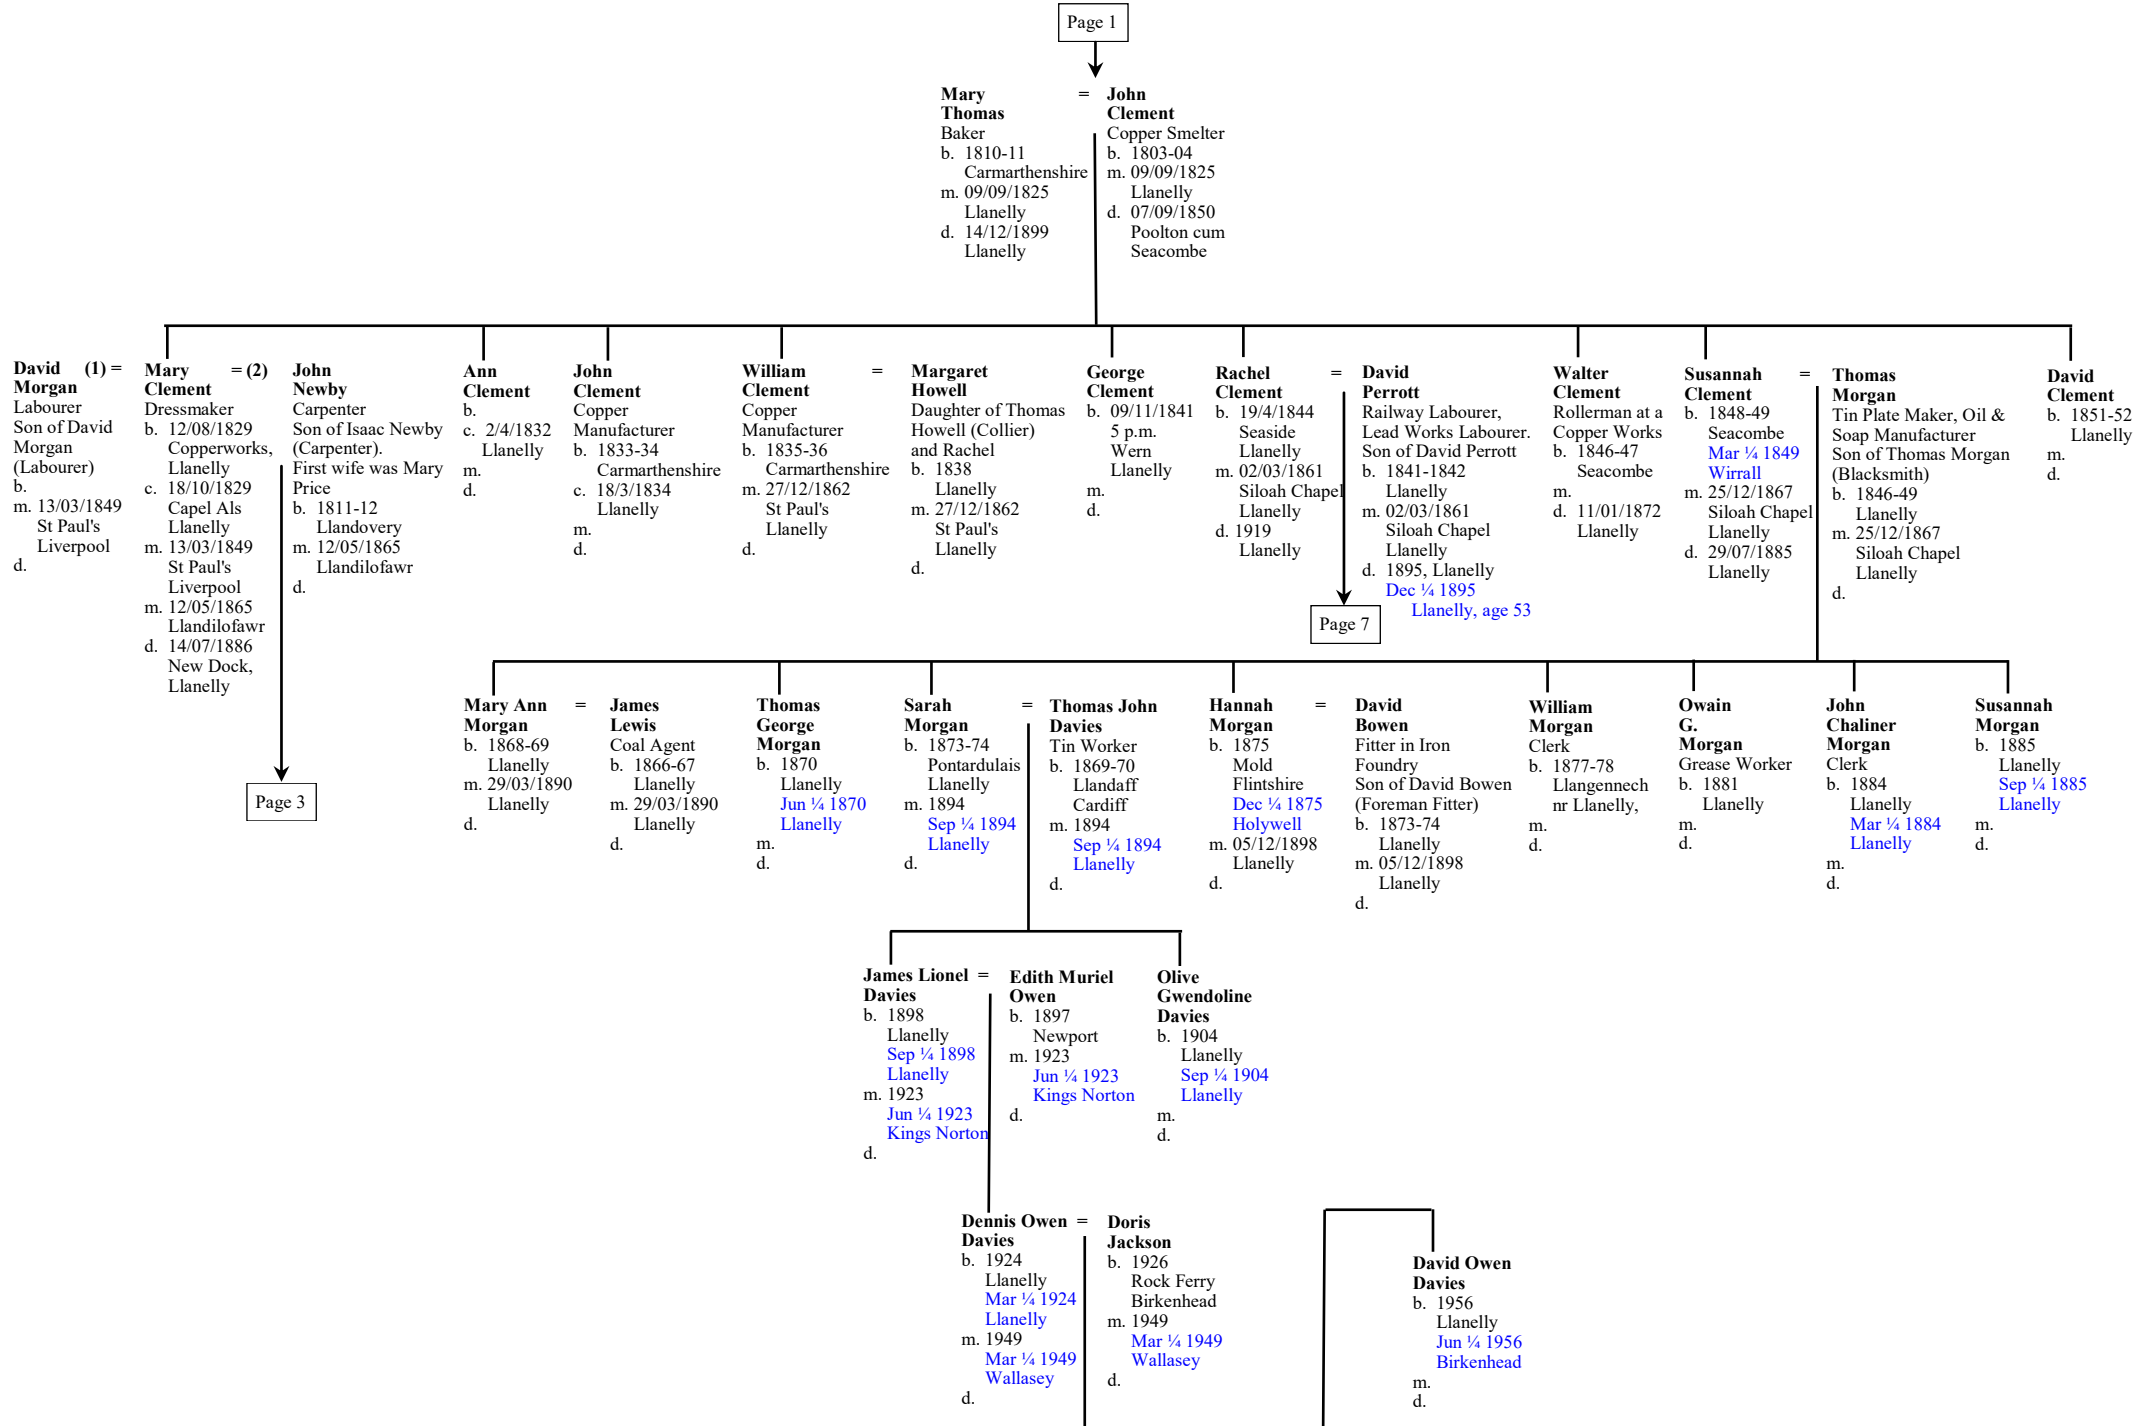 Page 1
Mary = John
Thomas Clement
Baker
b. 1810-11
Carmarthenshire
m. 09/09/1825
Llanelly
d. 14/12/1899
Llanelly
Copper Smelter
b. 1803-04
m. 09/09/1825
Llanelly
d. 07/09/1850
Poolton cum
Seacombe
David (1) =
Morgan
Labourer
Son of David
Morgan
(Labourer)
b.
m. 13/03/1849
St Paul's
Liverpool
d.
Mary = (2)
Clement
Dressmaker
b. 12/08/1829
Copperworks,
Llanelly
c. 18/10/1829
Capel Als
Llanelly
m. 13/03/1849
St Paul's
Liverpool
m. 12/05/1865
Llandilofawr
d. 14/07/1886
New Dock,
Llanelly
John
Newby
Carpenter
Son of Isaac Newby
(Carpenter).
First wife was Mary
Price
b. 1811-12
Llandovery
m. 12/05/1865
Llandilofawr
d.
Page 3
Ann
Clement
b.
c. 2/4/1832
Llanelly
m.
d.
John
Clement
Copper
Manufacturer
b. 1833-34
Carmarthenshire
c. 18/3/1834
Llanelly
m.
d.
William =
Clement
Copper
Manufacturer
b. 1835-36
Carmarthenshire
m. 27/12/1862
St Paul's
Llanelly
d.
Margaret
Howell
Daughter of Thomas
Howell (Collier)
and Rachel
b. 1838
Llanelly
m. 27/12/1862
St Paul's
Llanelly
d.
George
Clement
b. 09/11/1841
5 p.m.
Wern
Llanelly
m.
d.
Rachel =
Clement
b. 19/4/1844
Seaside
Llanelly
m. 02/03/1861
Siloah Chapel
Llanelly
d. 1919
Llanelly
David
Perrott
Railway Labourer,
Lead Works Labourer.
Son of David Perrott
b. 1841-1842
Llanelly
m. 02/03/1861
Siloah Chapel
Llanelly
d. 1895, Llanelly
Dec ¼ 1895
Llanelly, age 53
Page 7
Walter
Clement
Rollerman at a
Copper Works
b. 1846-47
Seacombe
m.
d. 11/01/1872
Llanelly
Susannah =
Clement
b. 1848-49
Seacombe
Mar ¼ 1849
Wirrall
m. 25/12/1867
Siloah Chapel
Llanelly
d. 29/07/1885
Llanelly
Thomas
Morgan
Tin Plate Maker, Oil &
Soap Manufacturer
Son of Thomas Morgan
(Blacksmith)
b. 1846-49
Llanelly
m. 25/12/1867
Siloah Chapel
Llanelly
d.
David
Clement
b. 1851-52
Llanelly
m.
d.
Mary Ann =
Morgan
b. 1868-69
Llanelly
m. 29/03/1890
Llanelly
d.
James
Lewis
Coal Agent
b. 1866-67
Llanelly
m. 29/03/1890
Llanelly
d.
Thomas
George
Morgan
b. 1870
Llanelly
Jun ¼ 1870
Llanelly
m.
d.
Sarah =
Morgan
b. 1873-74
Pontardulais
Llanelly
m. 1894
Sep ¼ 1894
Llanelly
d.
Thomas John
Davies
Tin Worker
b. 1869-70
Llandaff
Cardiff
m. 1894
Sep ¼ 1894
Llanelly
d.
Hannah =
Morgan
b. 1875
Mold
Flintshire
Dec ¼ 1875
Holywell
m. 05/12/1898
Llanelly
d.
David
Bowen
Fitter in Iron
Foundry
Son of David Bowen
(Foreman Fitter)
b. 1873-74
Llanelly
m. 05/12/1898
Llanelly
d.
William
Morgan
Clerk
b. 1877-78
Llangennech
nr Llanelly,
m.
d.
Owain
G.
Morgan
Grease Worker
b. 1881
Llanelly
m.
d.
John
Chaliner
Morgan
Clerk
b. 1884
Llanelly
Mar ¼ 1884
Llanelly
m.
d.
Susannah
Morgan
b. 1885
Llanelly
Sep ¼ 1885
Llanelly
m.
d.
James Lionel =
Davies
b. 1898
Llanelly
Sep ¼ 1898
Llanelly
m. 1923
Jun ¼ 1923
Kings Norton
d.
Edith Muriel
Owen
b. 1897
Newport
m. 1923
Jun ¼ 1923
Kings Norton
d.
Olive
Gwendoline
Davies
b. 1904
Llanelly
Sep ¼ 1904
Llanelly
m.
d.
Dennis Owen =
Davies
b. 1924
Llanelly
Mar ¼ 1924
Llanelly
m. 1949
Mar ¼ 1949
Wallasey
d.
Doris
Jackson
b. 1926
Rock Ferry
Birkenhead
m. 1949
Mar ¼ 1949
Wallasey
d.
David Owen
Davies
b. 1956
Llanelly
Jun ¼ 1956
Birkenhead
m.
d.